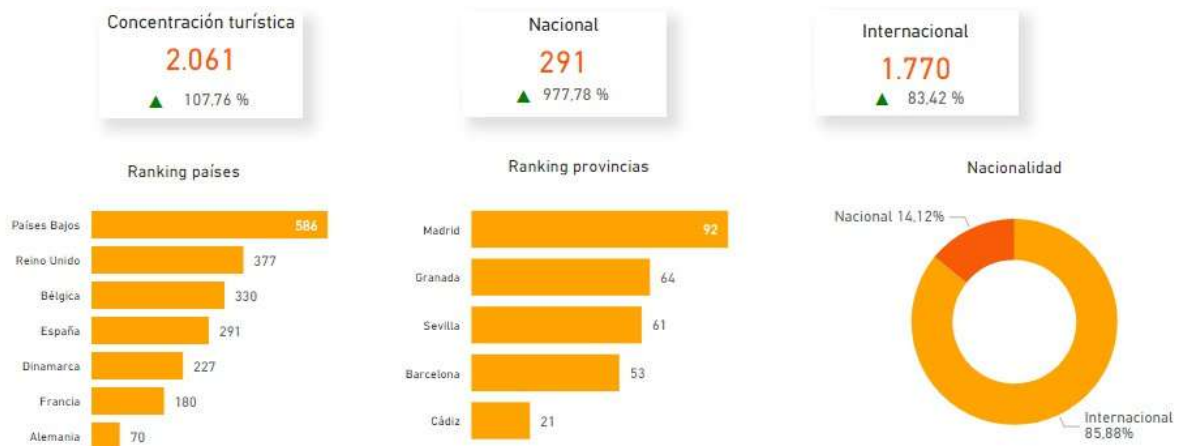 Concentración turística
2.061
▲ 107,76 %
Nacional
291
▲ 977,78 %
Internacional
1.770
▲ 83,42 %
Ranking países
Países Bajos 586
Reino Unido 377
Bélgica 330
España 291
Dinamarca 227
Francia 180
Alemania 70
Ranking provincias
Madrid 92
Granada 64
Sevilla 61
Barcelona 53
Cádiz 21
Nacionalidad
Nacional 14,12%
Internacional
85,88%